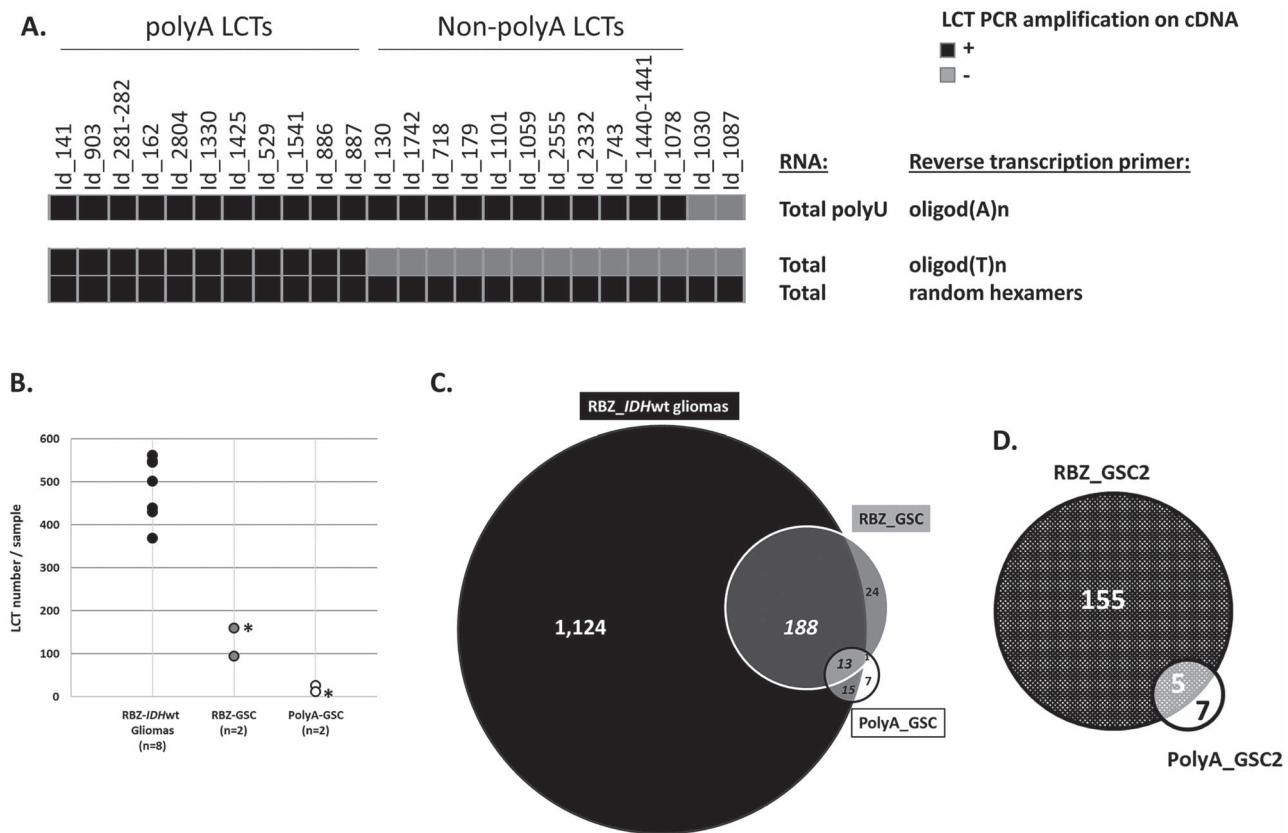 A.
polyA LCTs
Non-polyA LCTs
LCT PCR amplification on cDNA
+
-
Id_141
Id_903
Id_281-282
Id_162
Id_2804
Id_1330
Id_1425
Id_529
Id_1541
Id_886
Id_887
Id_130
Id_1742
Id_718
Id_179
Id_1101
Id_1059
Id_2555
Id_2332
Id_743
Id_1440-1441
Id_1078
Id_1030
Id_1087
RNA: Reverse transcription primer:
Total polyU oligod(A)n
Total oligod(T)n
Total random hexamers
B.
LCT number / sample
600
500
400
300
200
100
0
*
*
RBZ-IDHwt Gliomas (n=8)
RBZ-GSC (n=2)
PolyA-GSC (n=2)
C.
RBZ_IDHwt gliomas
RBZ_GSC
24
1,124
188
13
1
7
15
PolyA_GSC
D.
RBZ_GSC2
155
5
7
PolyA_GSC2